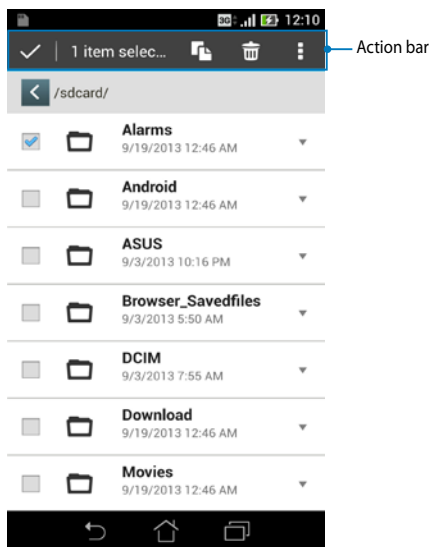 3G 12:10
1 item selec...
Action bar
/sdcard/
Alarms
9/19/2013 12:46 AM
Android
9/19/2013 12:46 AM
ASUS
9/3/2013 10:16 PM
Browser_Savedfiles
9/3/2013 5:50 AM
DCIM
9/3/2013 7:55 AM
Download
9/19/2013 12:46 AM
Movies
9/19/2013 12:46 AM